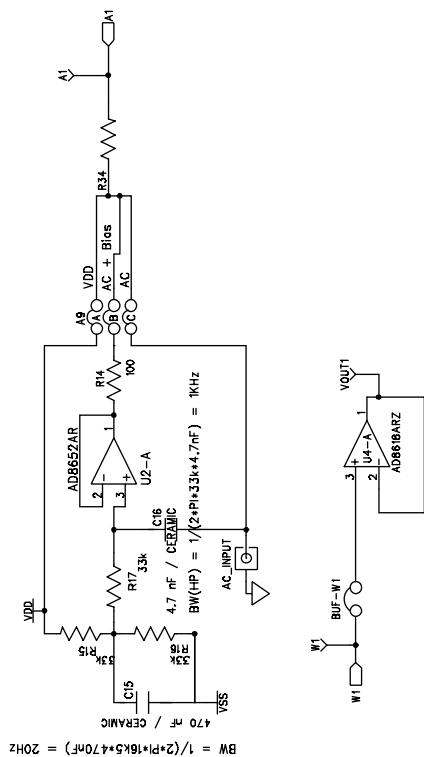 A1
A1
R34
VDD
AC + Bias
AC
A9
A
B
C
R14
100
AD8652AR
2
-
3
+
1
U2-A
C16
4.7 nF / CERAMIC
BW(HP) = 1/(2*PI*33k*4.7nF) = 1KHz
R17
33k
AC_INPUT
VDD
R15
33k
R16
33k
C15
470 nF / CERAMIC
VSS
BW = 1/(2*PI*16k5*470nF) = 20Hz
VOUT1
1
U4-A
AD8618ARZ
3
+
2
-
BUF-W1
W1
W1